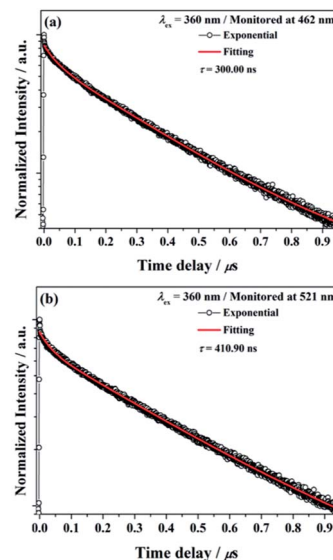 (a)
λex = 360 nm / Monitored at 462 nm
Exponential
Fitting
τ = 300.00 ns
Normalized Intensity / a.u.
0.0 0.1 0.2 0.3 0.4 0.5 0.6 0.7 0.8 0.9
Time delay / μs
(b)
λex = 360 nm / Monitored at 521 nm
Exponential
Fitting
τ = 410.90 ns
Normalized Intensity / a.u.
0.0 0.1 0.2 0.3 0.4 0.5 0.6 0.7 0.8 0.9
Time delay / μs